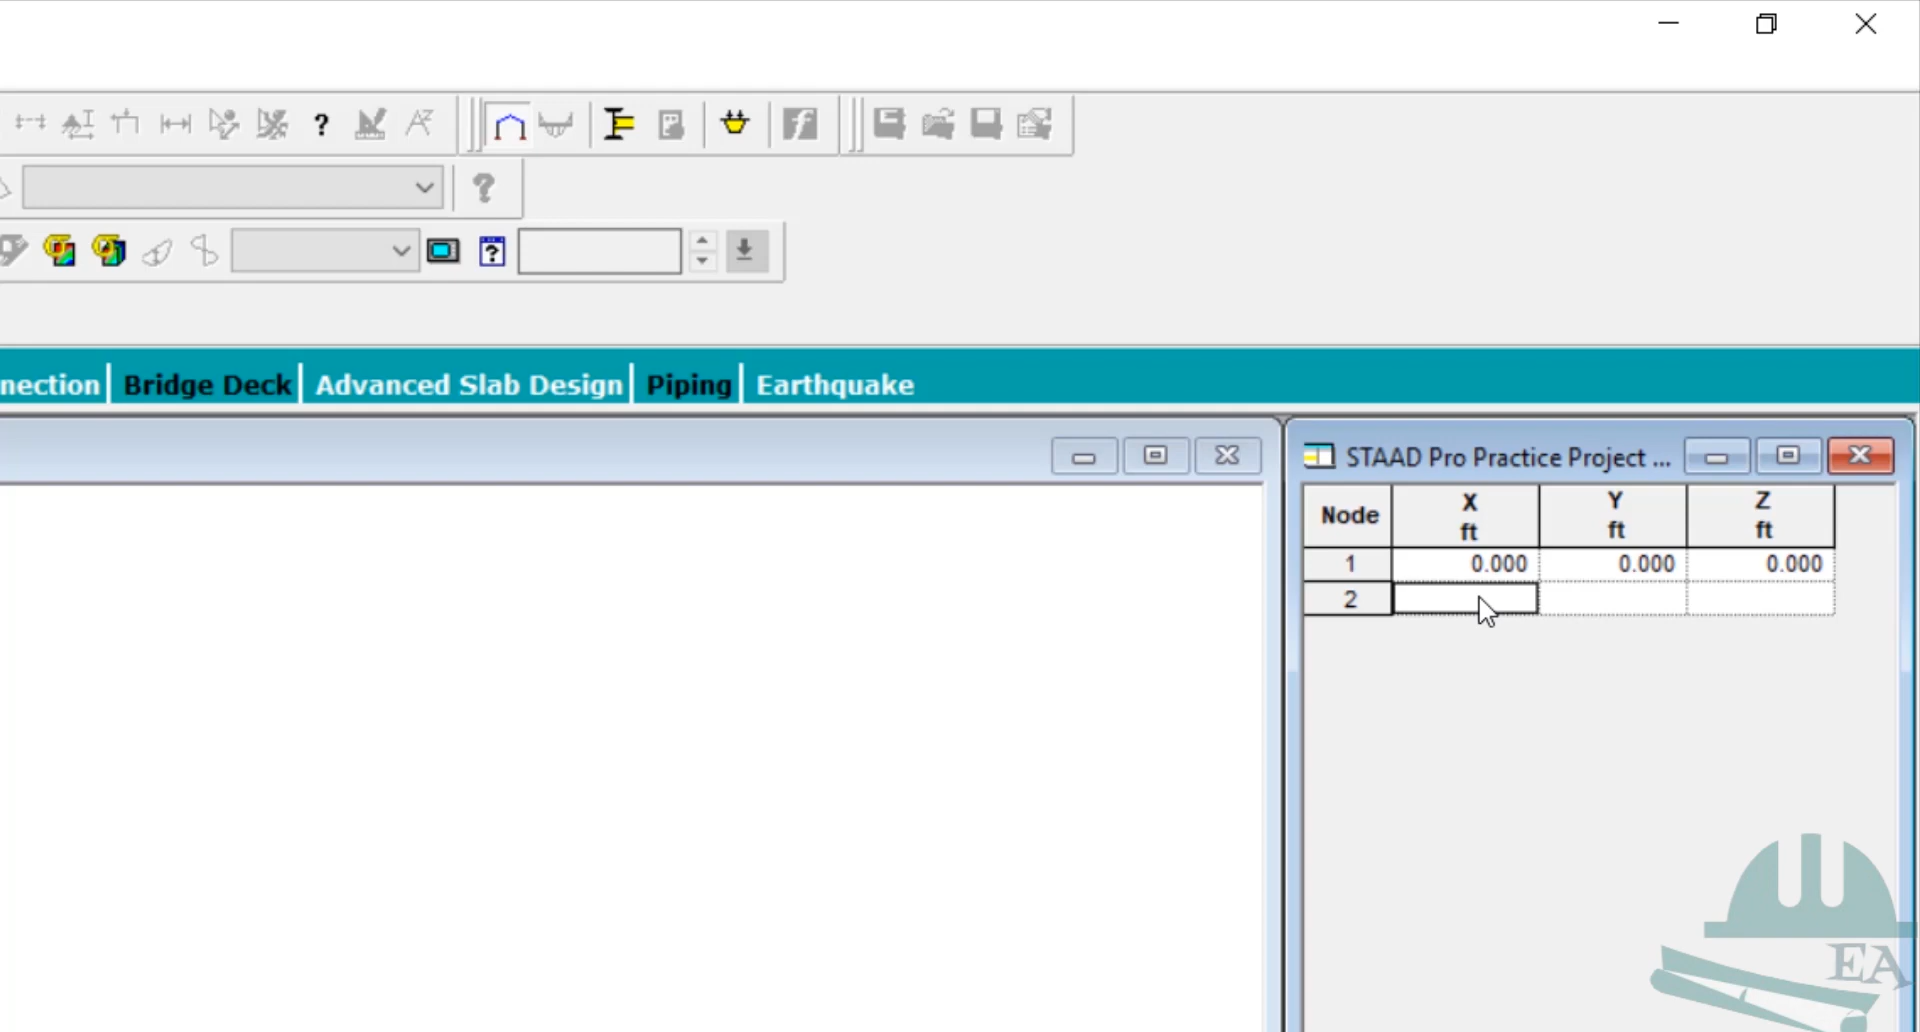 nection Bridge Deck Advanced Slab Design Piping Earthquake
STAAD Pro Practice Project ...
Node X ft Y ft Z ft
1 0.000 0.000 0.000
2
EA